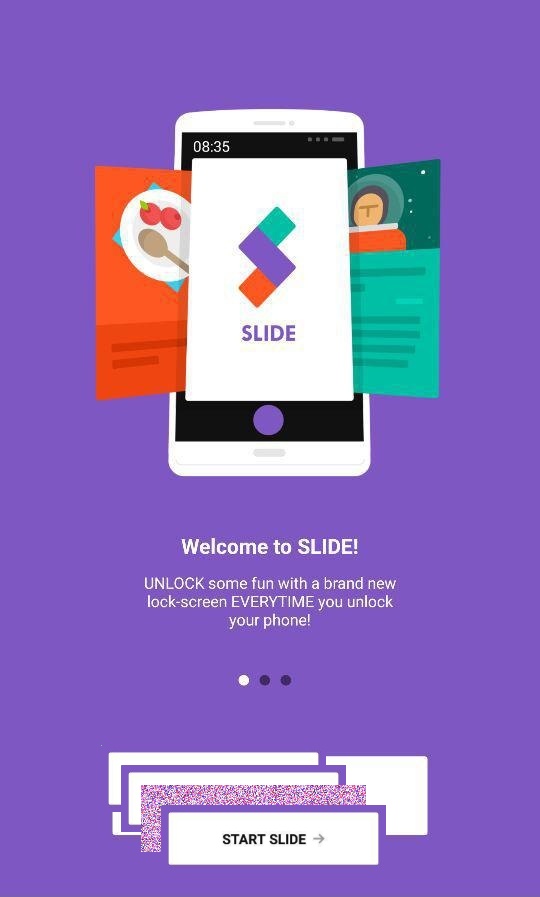 08:35
SLIDE
Welcome to SLIDE!
UNLOCK some fun with a brand new
lock-screen EVERYTIME you unlock
your phone!
START SLIDE →